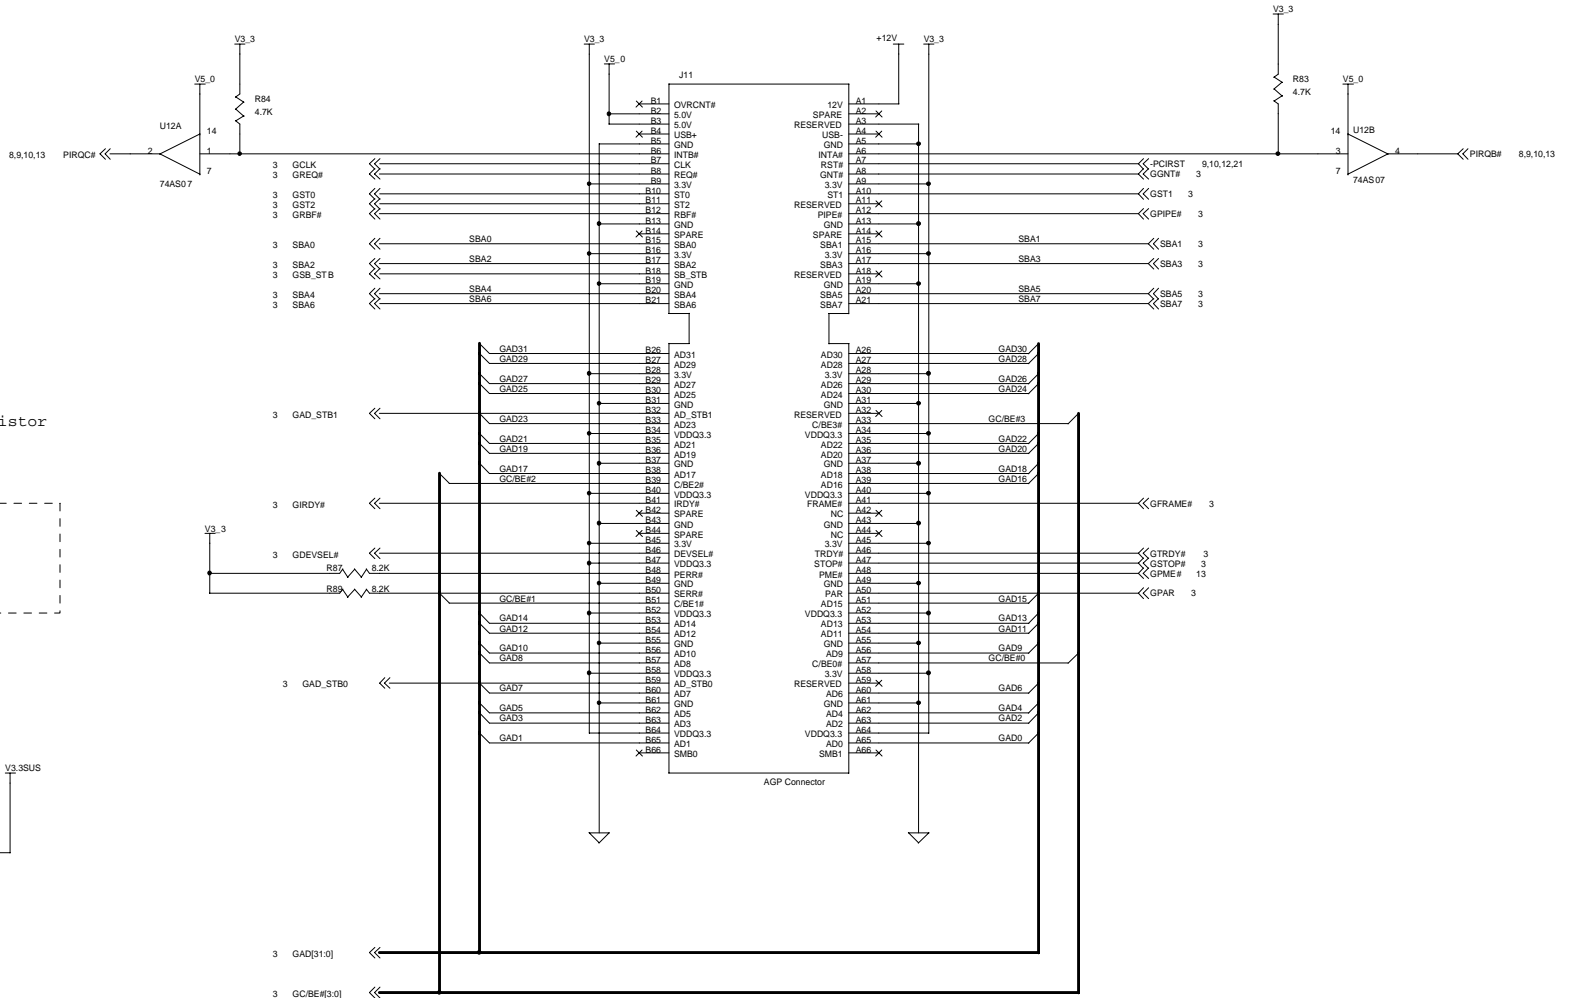 V3_3
V3_3 V3_3 +12V V3_3
V5_0
J11
V5_0 V5_0
R84
4.7K
R83
4.7K
U12A 14 14 U12B
8,9,10,13 PIRQC# 2 1 3 4 PIRQB# 8,9,10,13
7 7
74AS07 74AS07
B1 OVRCNT# 12V A1
B2 5.0V SPARE A2
B3 5.0V RESERVED A3
B4 USB+ USB- A4
B5 GND GND A5
B6 INTB# INTA# A6
3 GCLK B7 CLK RST# A7 -PCIRST 9,10,12,21
3 GREQ# B8 REQ# GNT# A8 GGNT# 3
B9 3.3V 3.3V A9
3 GST0 B10 ST0 ST1 A10 GST1 3
3 GST2 B11 ST2 RESERVED A11
3 GRBF# B12 RBF# PIPE# A12 GPIPE# 3
B13 GND GND A13
B14 SPARE SPARE A14
3 SBA0 SBA0 B15 SBA0 SBA1 A15 SBA1 SBA1 3
B16 3.3V 3.3V A16
3 SBA2 SBA2 B17 SBA2 SBA3 A17 SBA3 SBA3 3
3 GSB_STB B18 SB_STB RESERVED A18
B19 GND GND A19
3 SBA4 SBA4 B20 SBA4 SBA5 A20 SBA5 SBA5 3
3 SBA6 SBA6 B21 SBA6 SBA7 A21 SBA7 SBA7 3
GAD31 B26 AD31 AD30 A26 GAD30
GAD29 B27 AD29 AD28 A27 GAD28
B28 3.3V 3.3V A28
GAD27 B29 AD27 AD26 A29 GAD26
GAD25 B30 AD25 AD24 A30 GAD24
B31 GND GND A31
3 GAD_STB1 B32 AD_STB1 RESERVED A32
istor
GAD23 B33 AD23 C/BE3# A33 GC/BE#3
B34 VDDQ3.3 VDDQ3.3 A34
GAD21 B35 AD21 AD22 A35 GAD22
GAD19 B36 AD19 AD20 A36 GAD20
B37 GND GND A37
GAD17 B38 AD17 AD18 A38 GAD18
GC/BE#2 B39 C/BE2# AD16 A39 GAD16
B40 VDDQ3.3 VDDQ3.3 A40
3 GIRDY# B41 IRDY# FRAME# A41 GFRAME# 3
B42 SPARE NC A42
B43 GND GND A43
V3_3
B44 SPARE NC A44
B45 3.3V 3.3V A45
3 GDEVSEL# B46 DEVSEL# TRDY# A46 GTRDY# 3
B47 VDDQ3.3 STOP# A47 GSTOP# 3
R87 8.2K B48 PERR# PME# A48 GPME# 13
B49 GND GND A49
R89 8.2K B50 SERR# PAR A50 GPAR 3
GC/BE#1 B51 C/BE1# AD15 A51 GAD15
B52 VDDQ3.3 VDDQ3.3 A52
GAD14 B53 AD14 AD13 A53 GAD13
GAD12 B54 AD12 AD11 A54 GAD11
B55 GND GND A55
GAD10 B56 AD10 AD9 A56 GAD9
GAD8 B57 AD8 C/BE0# A57 GC/BE#0
B58 VDDQ3.3 3.3V A58
3 GAD_STB0 B59 AD_STB0 RESERVED A59
GAD7 B60 AD7 AD6 A60 GAD6
B61 GND GND A61
GAD5 B62 AD5 AD4 A62 GAD4
GAD3 B63 AD3 AD2 A63 GAD2
B64 VDDQ3.3 VDDQ3.3 A64
GAD1 B65 AD1 AD0 A65 GAD0
B66 SMB0 SMB1 A66
V3.3SUS
AGP Connector
3 GAD[31:0]
3 GC/BE#[3:0]